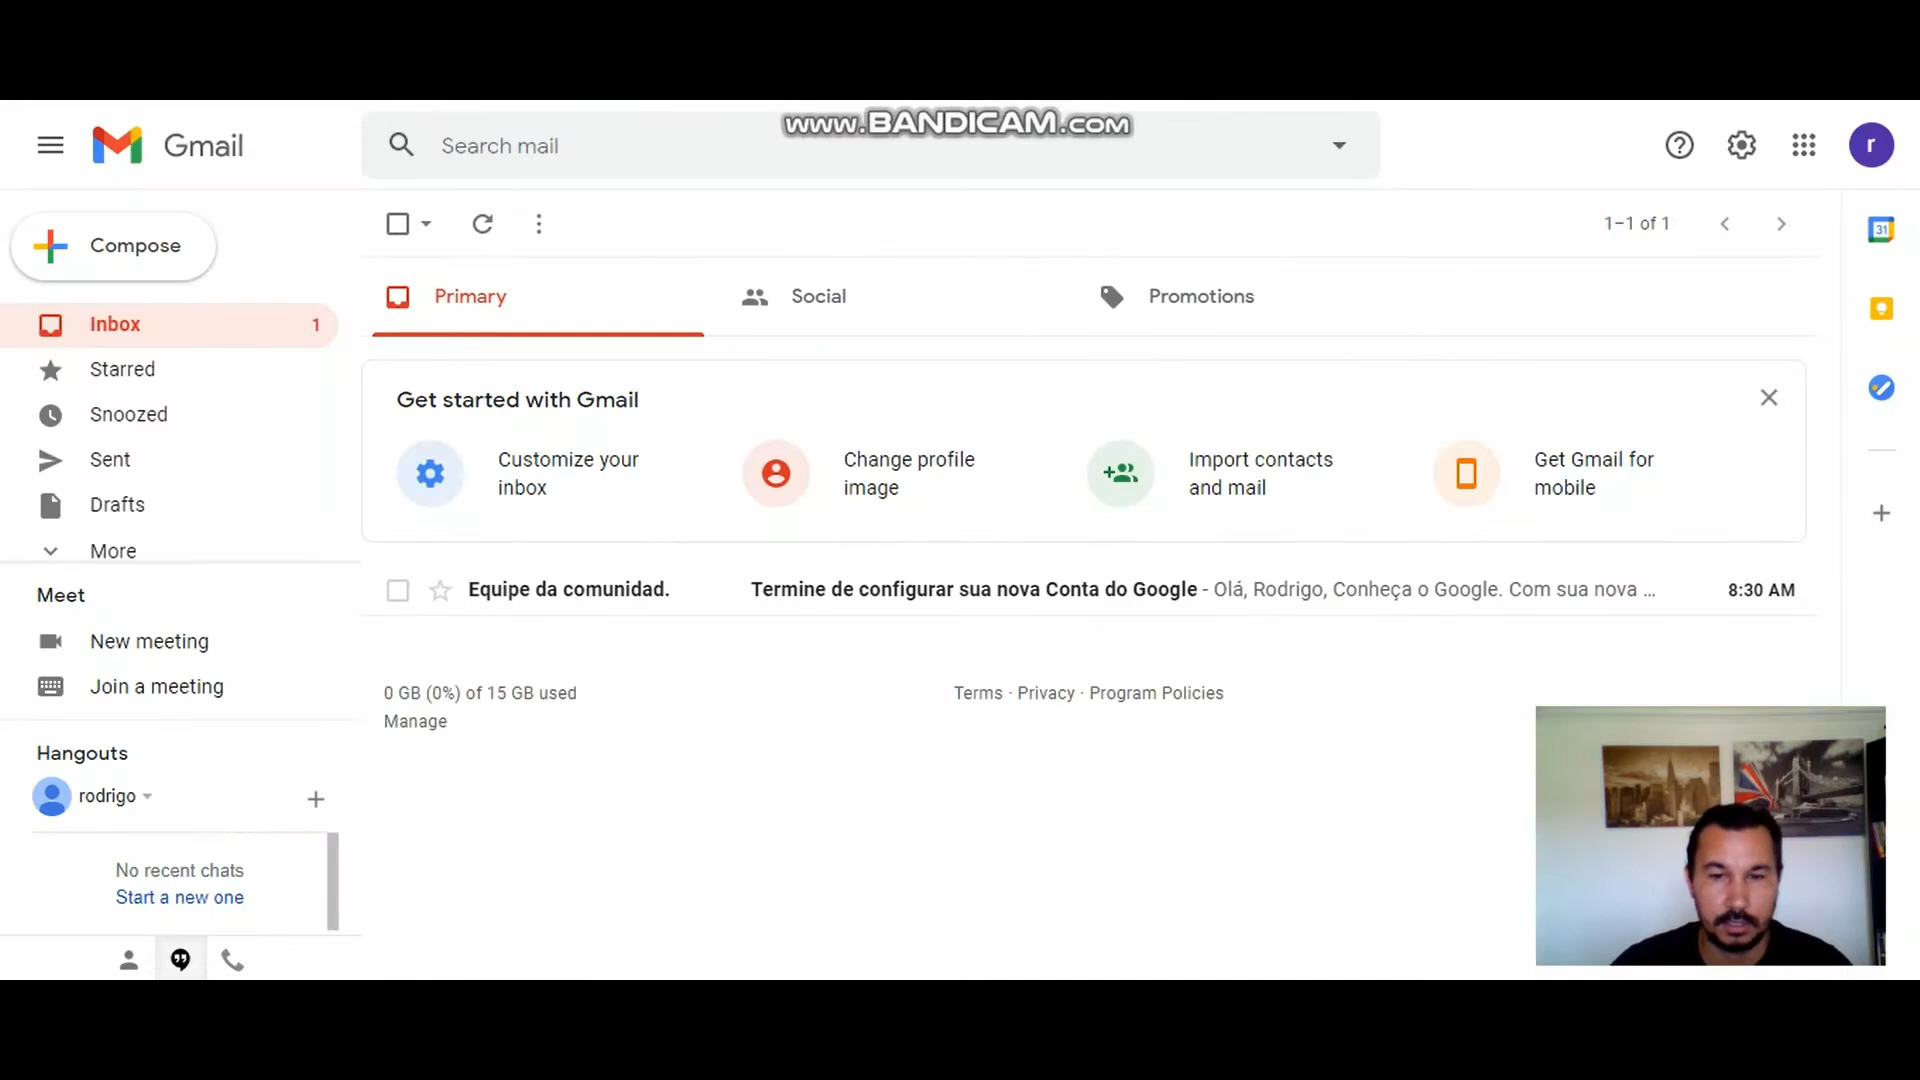 www.BANDICAM.com
Gmail
Search mail
r
Compose
1–1 of 1
31
Primary
Social
Promotions
Inbox 1
Starred
Snoozed
Sent
Drafts
More
Get started with Gmail
Customize your
inbox
Change profile
image
Import contacts
and mail
Get Gmail for
mobile
Equipe da comunidad. Termine de configurar sua nova Conta do Google - Olá, Rodrigo, Conheça o Google. Com sua nova ... 8:30 AM
Meet
New meeting
Join a meeting
0 GB (0%) of 15 GB used
Manage
Terms · Privacy · Program Policies
Hangouts
rodrigo
No recent chats
Start a new one